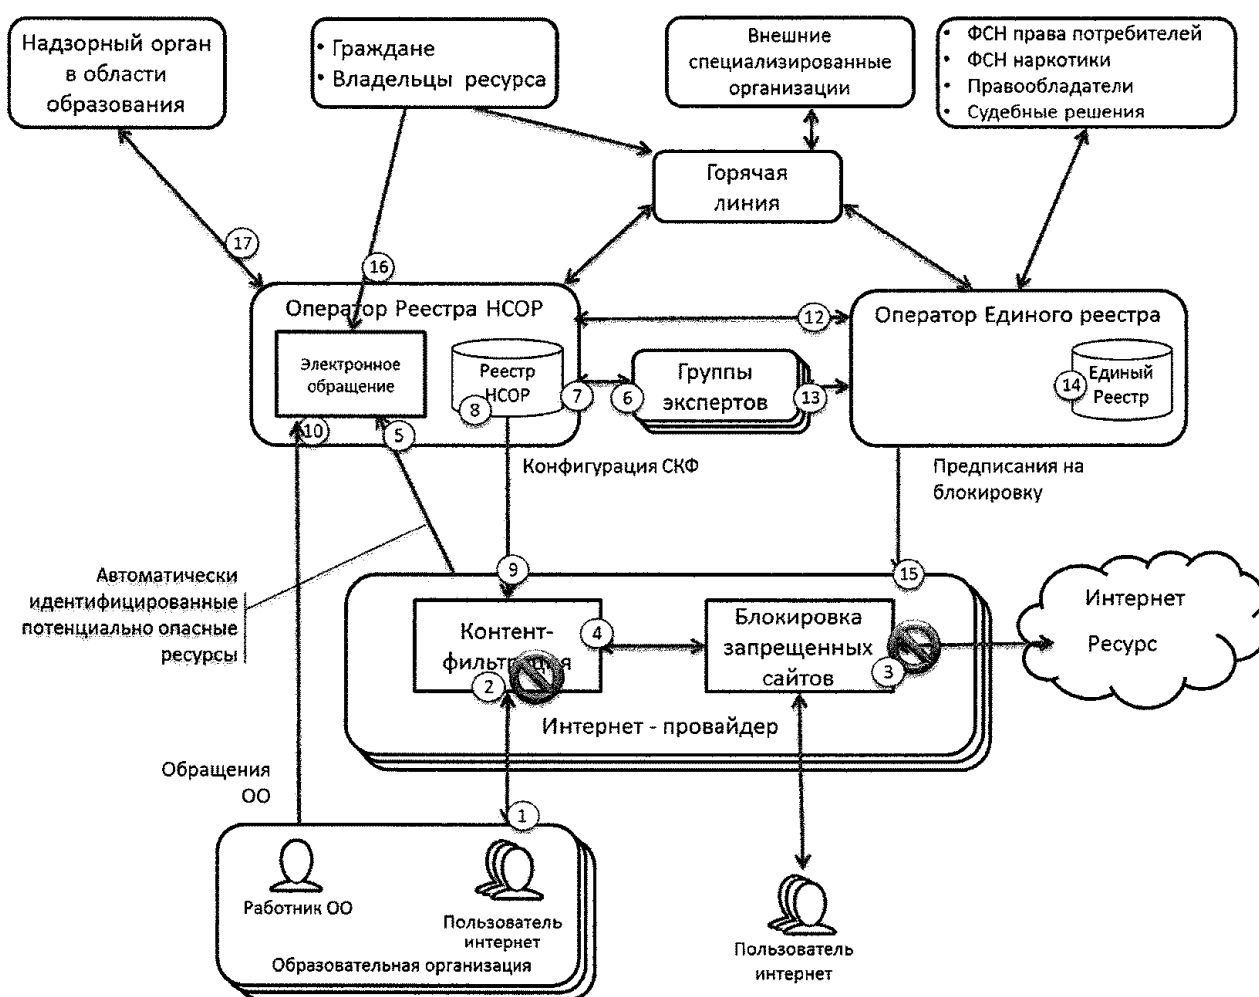 Надзорный орган
в области
образования
• Граждане
• Владельцы ресурса
Внешние
специализированные
организации
• ФСН права потребителей
• ФСН наркотики
• Правообладатели
• Судебные решения
Горячая
линия
17
16
Оператор Реестра НСОР
12
Оператор Единого реестра
Электронное
обращение
Реестр
НСОР
8
7
6
Группы
экспертов
13
14
Единый
Реестр
10
5
Конфигурация СКФ
Предписания на
блокировку
Автоматически
идентифицированные
потенциально опасные
ресурсы
9
15
Контент-
фильтрация
4
2
Блокировка
запрещенных
сайтов
3
Интернет
Ресурс
Интернет - провайдер
Обращения
ОО
1
Работник ОО
Пользователь
интернет
Образовательная организация
Пользователь
интернет